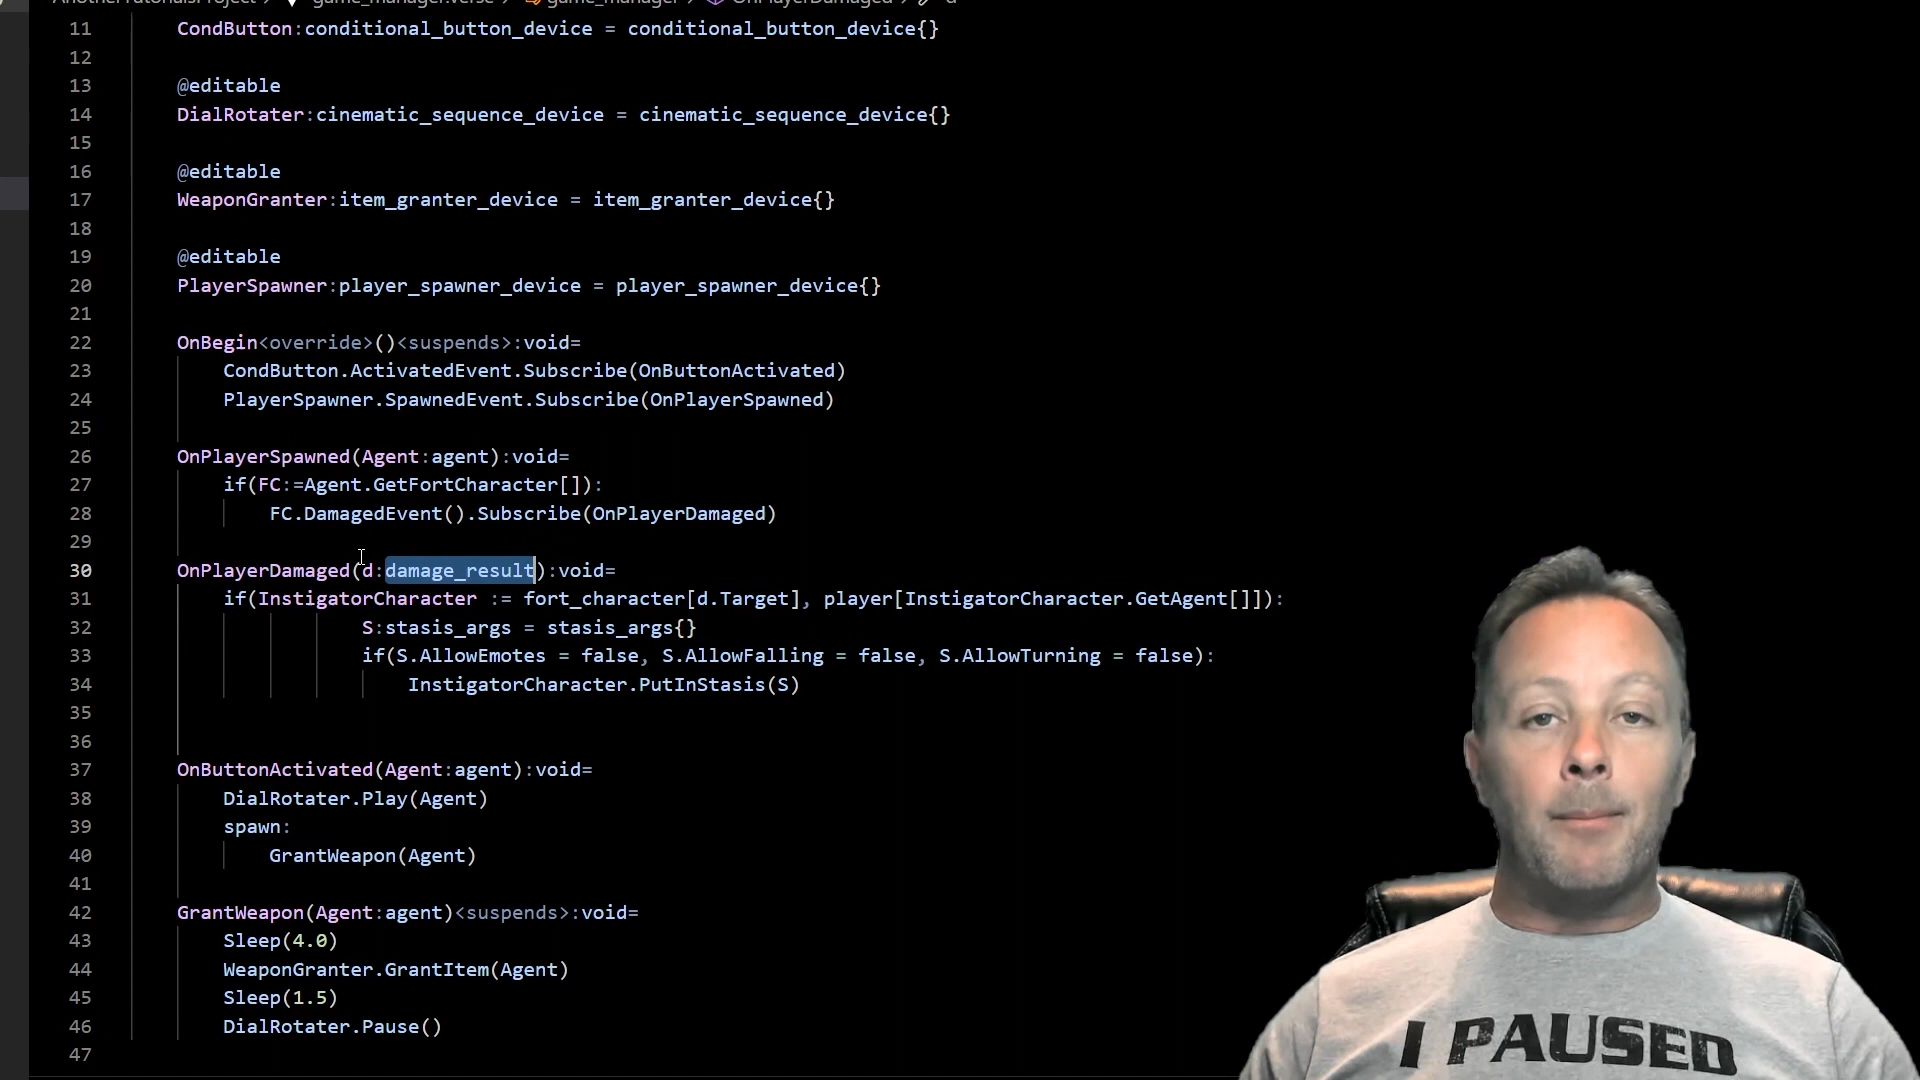 11 CondButton:conditional_button_device = conditional_button_device{}
12
13 @editable
14 DialRotater:cinematic_sequence_device = cinematic_sequence_device{}
15
16 @editable
17 WeaponGranter:item_granter_device = item_granter_device{}
18
19 @editable
20 PlayerSpawner:player_spawner_device = player_spawner_device{}
21
22 OnBegin<override>()<suspends>:void=
23 CondButton.ActivatedEvent.Subscribe(OnButtonActivated)
24 PlayerSpawner.SpawnedEvent.Subscribe(OnPlayerSpawned)
25
26 OnPlayerSpawned(Agent:agent):void=
27 if(FC:=Agent.GetFortCharacter[]):
28 FC.DamagedEvent().Subscribe(OnPlayerDamaged)
29
30 OnPlayerDamaged(d:damage_result):void=
31 if(InstigatorCharacter := fort_character[d.Target], player[InstigatorCharacter.GetAgent[]]):
32 S:stasis_args = stasis_args{}
33 if(S.AllowEmotes = false, S.AllowFalling = false, S.AllowTurning = false):
34 InstigatorCharacter.PutInStasis(S)
35
36
37 OnButtonActivated(Agent:agent):void=
38 DialRotater.Play(Agent)
39 spawn:
40 GrantWeapon(Agent)
41
42 GrantWeapon(Agent:agent)<suspends>:void=
43 Sleep(4.0)
44 WeaponGranter.GrantItem(Agent)
45 Sleep(1.5)
46 DialRotater.Pause()
47
I PAUSED